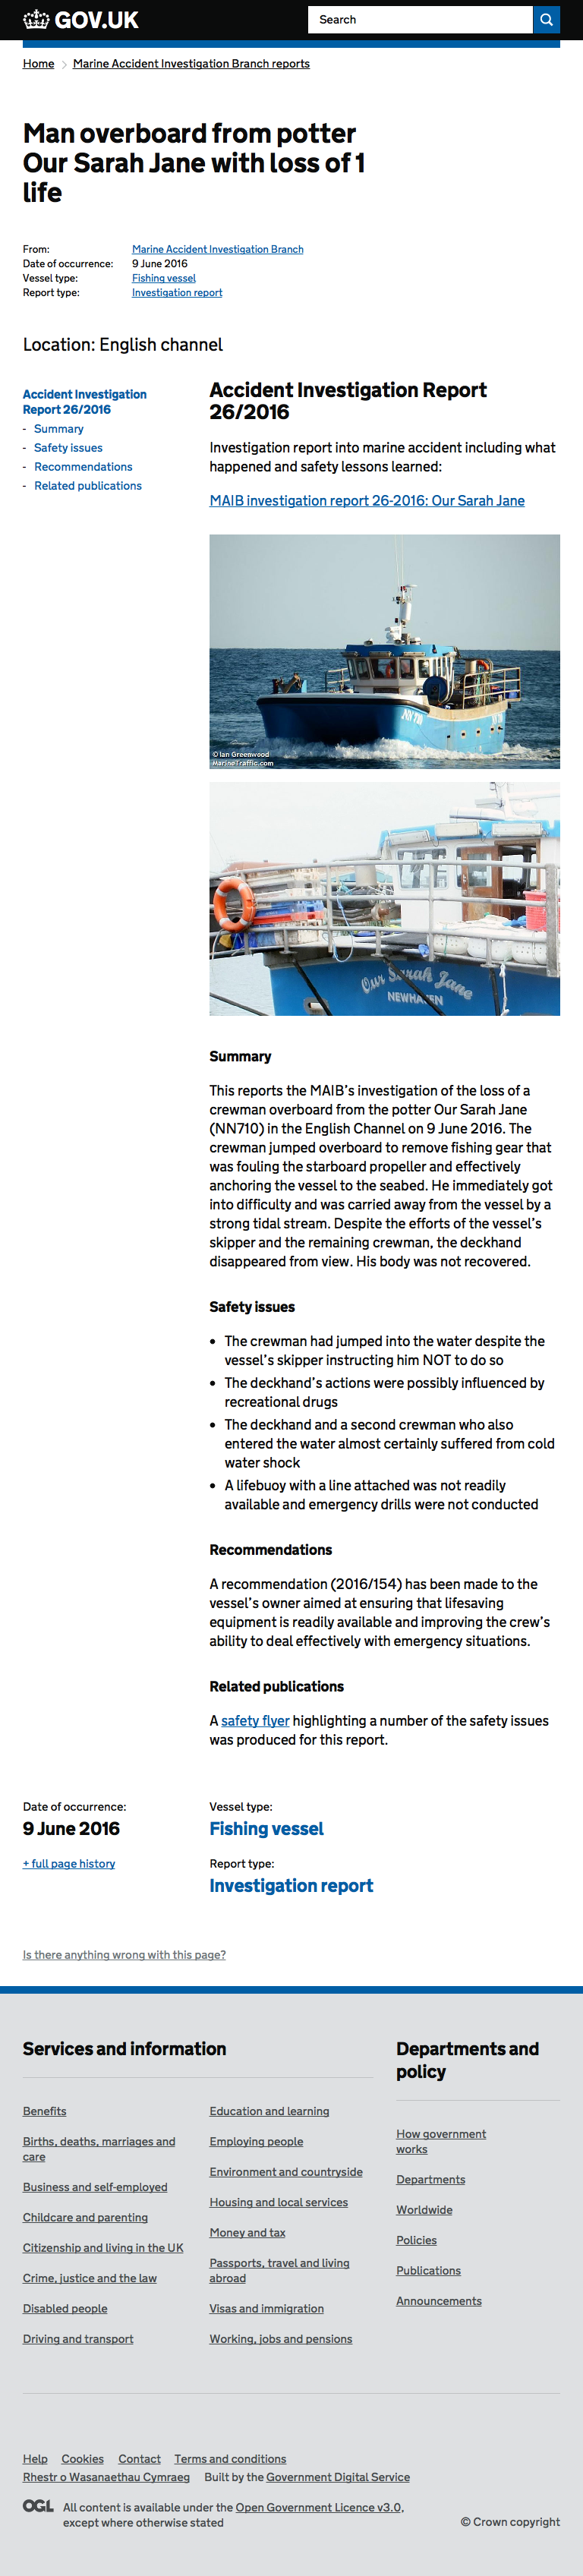 GOV.UK
Search
Home
Marine Accident Investigation Branch reports
Man overboard from potter
Our Sarah Jane with loss of 1
life
From: Marine Accident Investigation Branch
Date of occurrence: 9 June 2016
Vessel type: Fishing vessel
Report type: Investigation report
Location: English channel
Accident Investigation
Report 26/2016
- Summary
- Safety issues
- Recommendations
- Related publications
Accident Investigation Report
26/2016
Investigation report into marine accident including what
happened and safety lessons learned:
MAIB investigation report 26-2016: Our Sarah Jane
NN710
© Ian Greenwood
MarineTraffic.com
Our Sarah Jane
NEWHAVEN
Summary
This reports the MAIB's investigation of the loss of a
crewman overboard from the potter Our Sarah Jane
(NN710) in the English Channel on 9 June 2016. The
crewman jumped overboard to remove fishing gear that
was fouling the starboard propeller and effectively
anchoring the vessel to the seabed. He immediately got
into difficulty and was carried away from the vessel by a
strong tidal stream. Despite the efforts of the vessel's
skipper and the remaining crewman, the deckhand
disappeared from view. His body was not recovered.
Safety issues
• The crewman had jumped into the water despite the
vessel's skipper instructing him NOT to do so
• The deckhand's actions were possibly influenced by
recreational drugs
• The deckhand and a second crewman who also
entered the water almost certainly suffered from cold
water shock
• A lifebuoy with a line attached was not readily
available and emergency drills were not conducted
Recommendations
A recommendation (2016/154) has been made to the
vessel's owner aimed at ensuring that lifesaving
equipment is readily available and improving the crew's
ability to deal effectively with emergency situations.
Related publications
A safety flyer highlighting a number of the safety issues
was produced for this report.
Date of occurrence:
9 June 2016
+ full page history
Vessel type:
Fishing vessel
Report type:
Investigation report
Is there anything wrong with this page?
Services and information
Benefits
Births, deaths, marriages and
care
Business and self-employed
Childcare and parenting
Citizenship and living in the UK
Crime, justice and the law
Disabled people
Driving and transport
Education and learning
Employing people
Environment and countryside
Housing and local services
Money and tax
Passports, travel and living
abroad
Visas and immigration
Working, jobs and pensions
Departments and
policy
How government
works
Departments
Worldwide
Policies
Publications
Announcements
Help Cookies Contact Terms and conditions
Rhestr o Wasanaethau Cymraeg Built by the Government Digital Service
OGL All content is available under the Open Government Licence v3.0,
except where otherwise stated
© Crown copyright